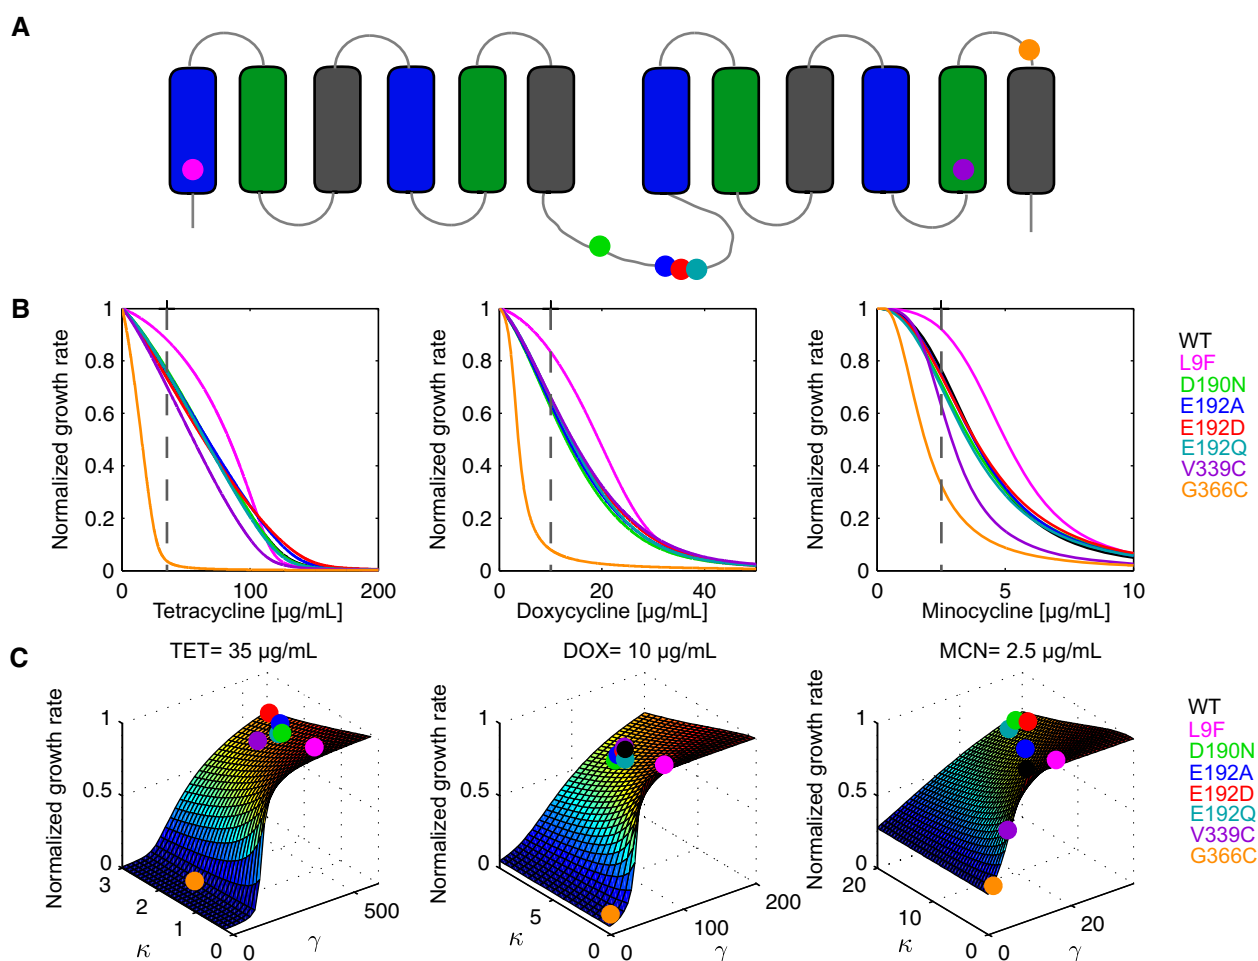 A
B
Normalized growth rate
1
0.8
0.6
0.4
0.2
0
0
100
200
Tetracycline [µg/mL]
Normalized growth rate
1
0.8
0.6
0.4
0.2
0
0
20
40
Doxycycline [µg/mL]
Normalized growth rate
1
0.8
0.6
0.4
0.2
0
0
5
10
Minocycline [µg/mL]
WT
L9F
D190N
E192A
E192D
E192Q
V339C
G366C
C
TET= 35 µg/mL
Normalized growth rate
1
0.5
0
3
2
1
0
κ
0
500
γ
DOX= 10 µg/mL
Normalized growth rate
1
0.5
0
5
0
κ
0
100
200
γ
MCN= 2.5 µg/mL
Normalized growth rate
1
0.5
0
20
10
0
κ
0
20
γ
WT
L9F
D190N
E192A
E192D
E192Q
V339C
G366C